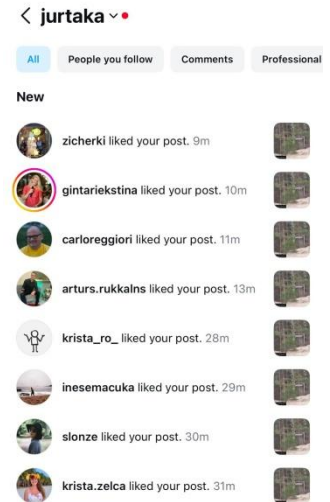 jurtaka
All People you follow Comments Professional
New
zicherki liked your post. 9m
gintariekstina liked your post. 10m
carloreggiori liked your post. 11m
arturs.rukkalns liked your post. 13m
krista_ro_ liked your post. 28m
inesemacuka liked your post. 29m
slonze liked your post. 30m
krista.zelca liked your post. 31m